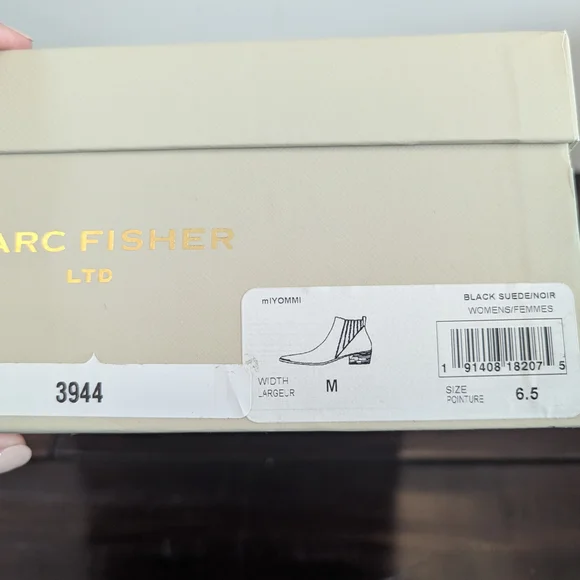 ARC FISHER
LTD
3944
mIYOMMI
BLACK SUEDE/NOIR
WOMENS/FEMMES
WIDTH
LARGEUR
M
1 91408 18207 5
SIZE
POINTURE
6.5